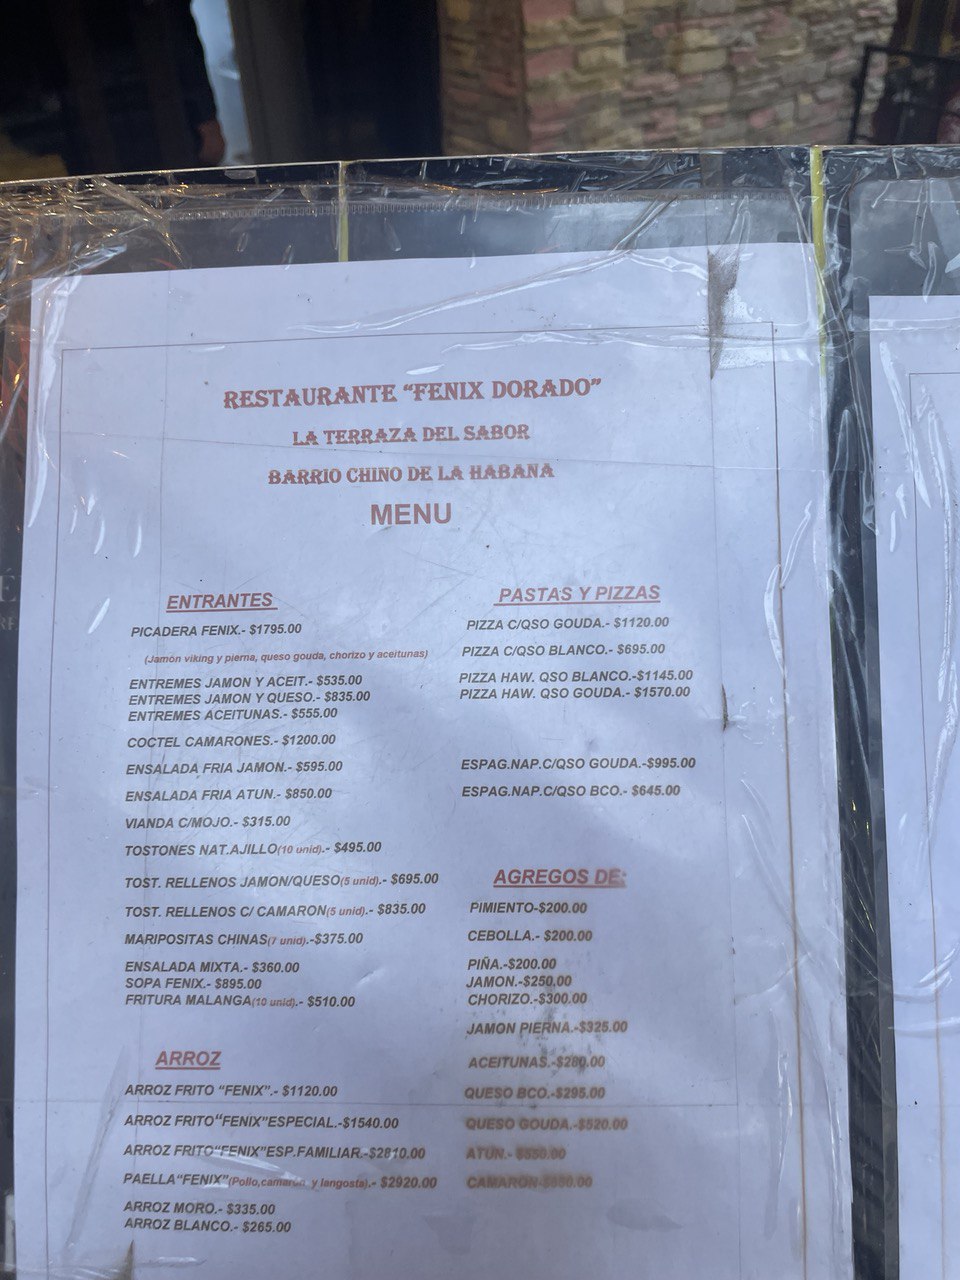 RESTAURANTE “FENIX DORADO”
LA TERRAZA DEL SABOR
BARRIO CHINO DE LA HABANA
MENU
ENTRANTES
PICADERA FENIX.- $1795.00
(Jamón viking y pierna, queso gouda, chorizo y aceitunas)
ENTREMES JAMON Y ACEIT.- $535.00
ENTREMES JAMON Y QUESO.- $835.00
ENTREMES ACEITUNAS.- $555.00
COCTEL CAMARONES.- $1200.00
ENSALADA FRIA JAMON.- $595.00
ENSALADA FRIA ATUN.- $850.00
VIANDA C/MOJO.- $315.00
TOSTONES NAT.AJILLO(10 unid).- $495.00
TOST. RELLENOS JAMON/QUESO(5 unid).- $695.00
TOST. RELLENOS C/ CAMARON(5 unid).- $835.00
MARIPOSITAS CHINAS(7 unid).-$375.00
ENSALADA MIXTA.- $360.00
SOPA FENIX.- $895.00
FRITURA MALANGA(10 unid).- $510.00
ARROZ
ARROZ FRITO “FENIX”.- $1120.00
ARROZ FRITO“FENIX”ESPECIAL.-$1540.00
ARROZ FRITO“FENIX”ESP.FAMILIAR.-$2810.00
PAELLA“FENIX”(Pollo,camarón y langosta).- $2920.00
ARROZ MORO.- $335.00
ARROZ BLANCO.- $265.00
PASTAS Y PIZZAS
PIZZA C/QSO GOUDA.- $1120.00
PIZZA C/QSO BLANCO.- $695.00
PIZZA HAW. QSO BLANCO.-$1145.00
PIZZA HAW. QSO GOUDA.- $1570.00
ESPAG.NAP.C/QSO GOUDA.-$995.00
ESPAG.NAP.C/QSO BCO.- $645.00
AGREGOS DE:
PIMIENTO-$200.00
CEBOLLA.- $200.00
PIÑA.-$200.00
JAMON.-$250.00
CHORIZO.-$300.00
JAMON PIERNA.-$325.00
ACEITUNAS.-$280.00
QUESO BCO.-$295.00
QUESO GOUDA.-$520.00
ATUN.-
CAMARON